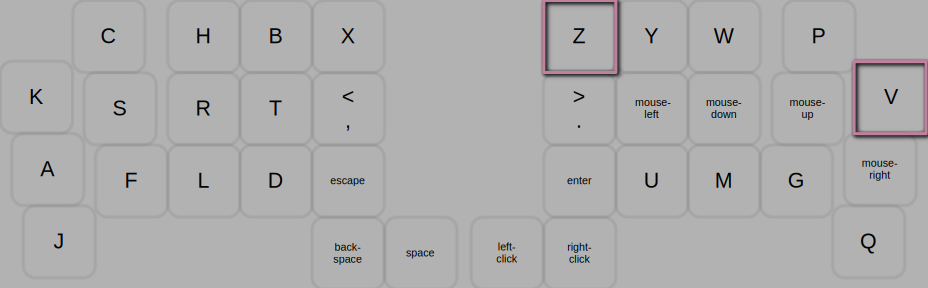 C H B X Z Y W P
K S R T < , > . mouse-left mouse-down mouse-up V
A F L D escape enter U M G mouse-right
J back-space space left-click right-click Q